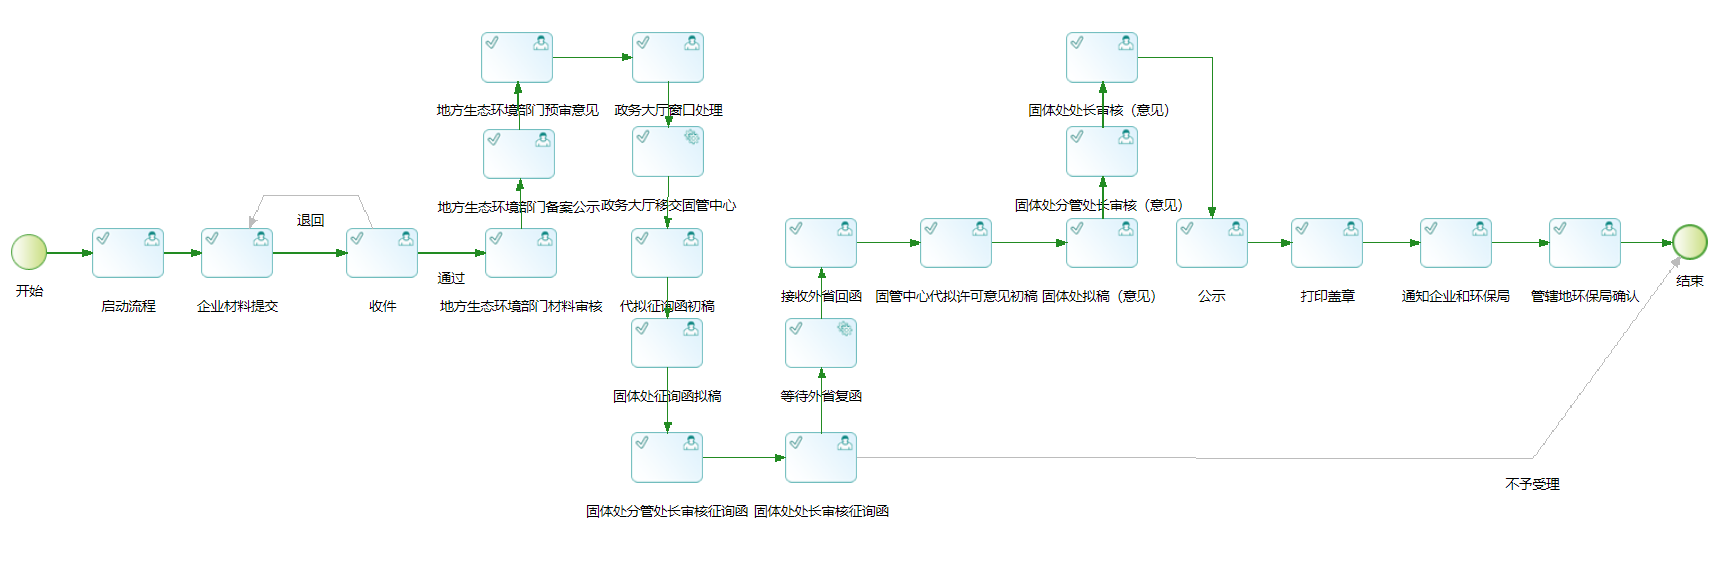 地方生态环境部门预审意见
政务大厅窗口处理
固体处处长审核（意见）
地方生态环境部门备案公示
政务大厅移交固管中心
固体处分管处长审核（意见）
退回
通过
开始
启动流程
企业材料提交
收件
地方生态环境部门材料审核
代拟征询函初稿
接收外省回函
固管中心代拟许可意见初稿
固体处拟稿（意见）
公示
打印盖章
通知企业和环保局
管辖地环保局确认
结束
固体处征询函拟稿
等待外省复函
不予受理
固体处分管处长审核征询函
固体处处长审核征询函